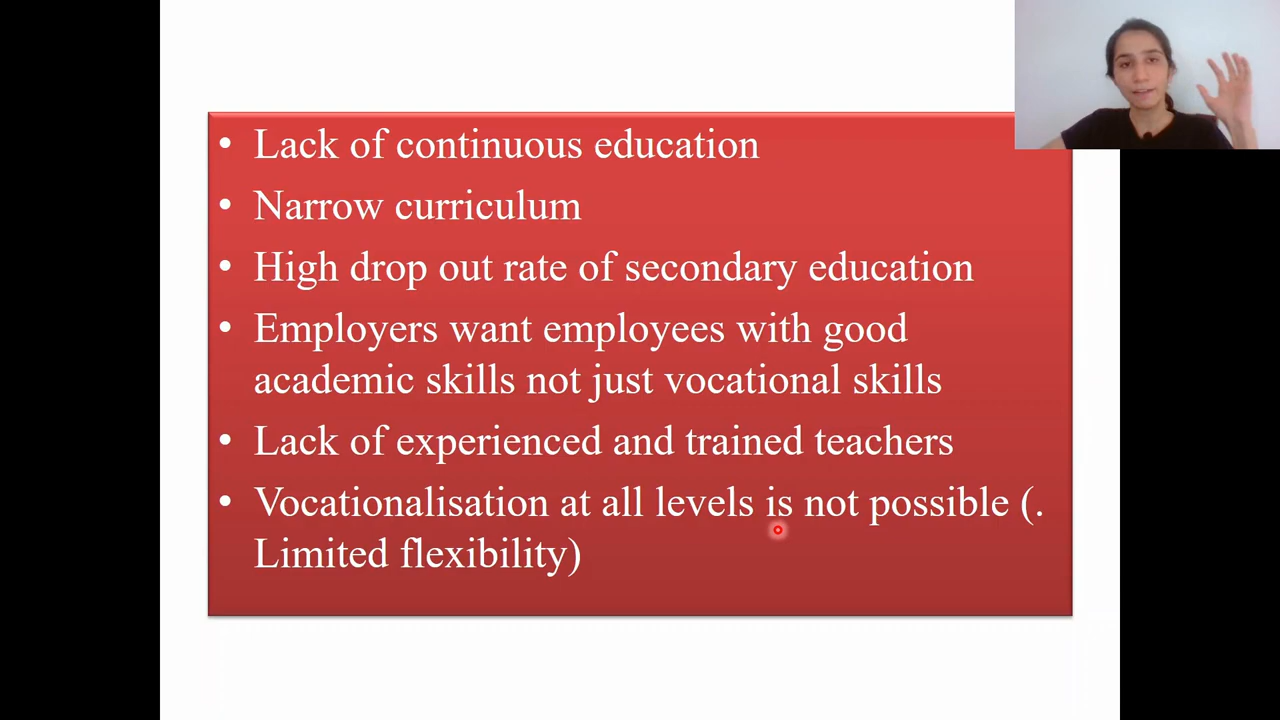 • Lack of continuous education
• Narrow curriculum
• High drop out rate of secondary education
• Employers want employees with good
academic skills not just vocational skills
• Lack of experienced and trained teachers
• Vocationalisation at all levels is not possible (.
Limited flexibility)